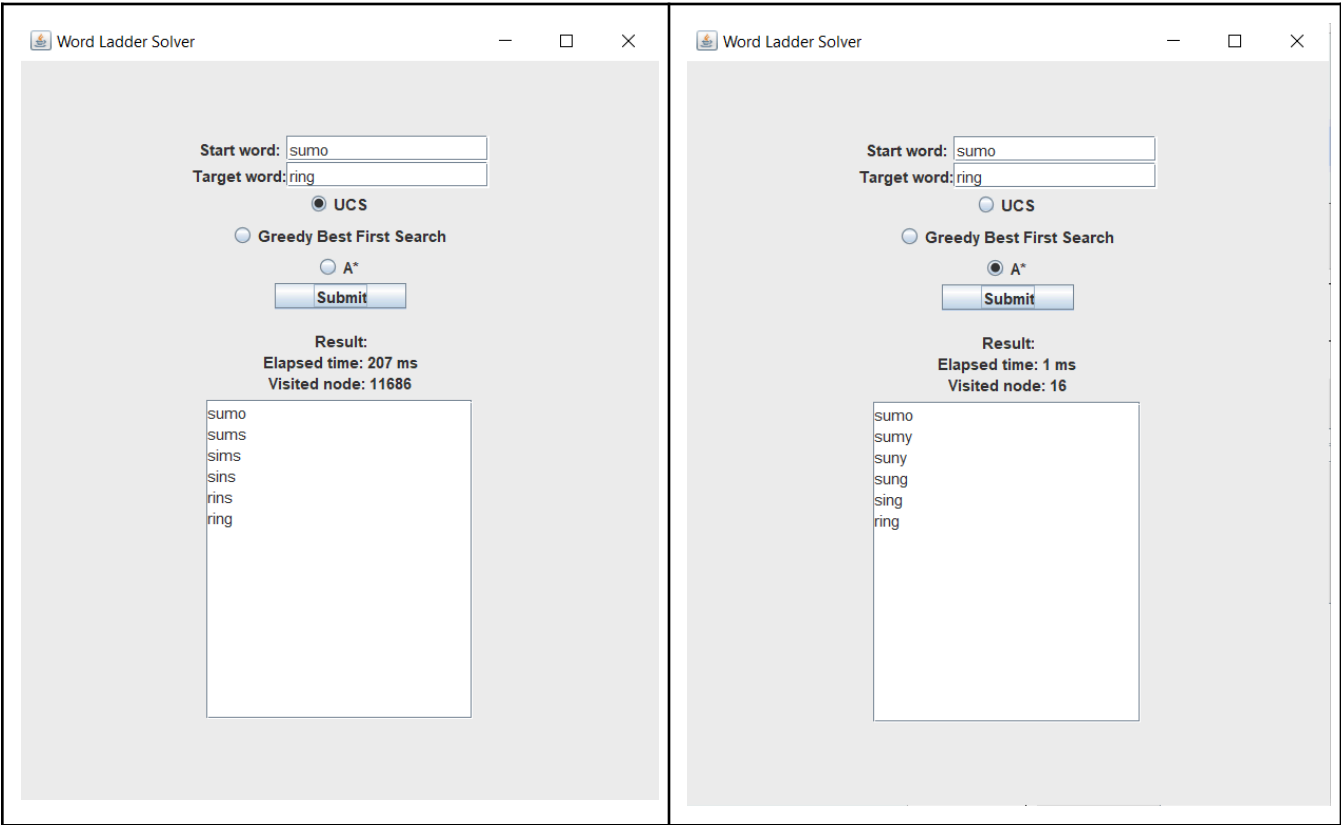 Word Ladder Solver
Start word: sumo
Target word: ring
UCS
Greedy Best First Search
A*
Submit
Result:
Elapsed time: 207 ms
Visited node: 11686
sumo
sums
sims
sins
rins
ring
Word Ladder Solver
Start word: sumo
Target word: ring
UCS
Greedy Best First Search
A*
Submit
Result:
Elapsed time: 1 ms
Visited node: 16
sumo
sumy
suny
sung
sing
ring